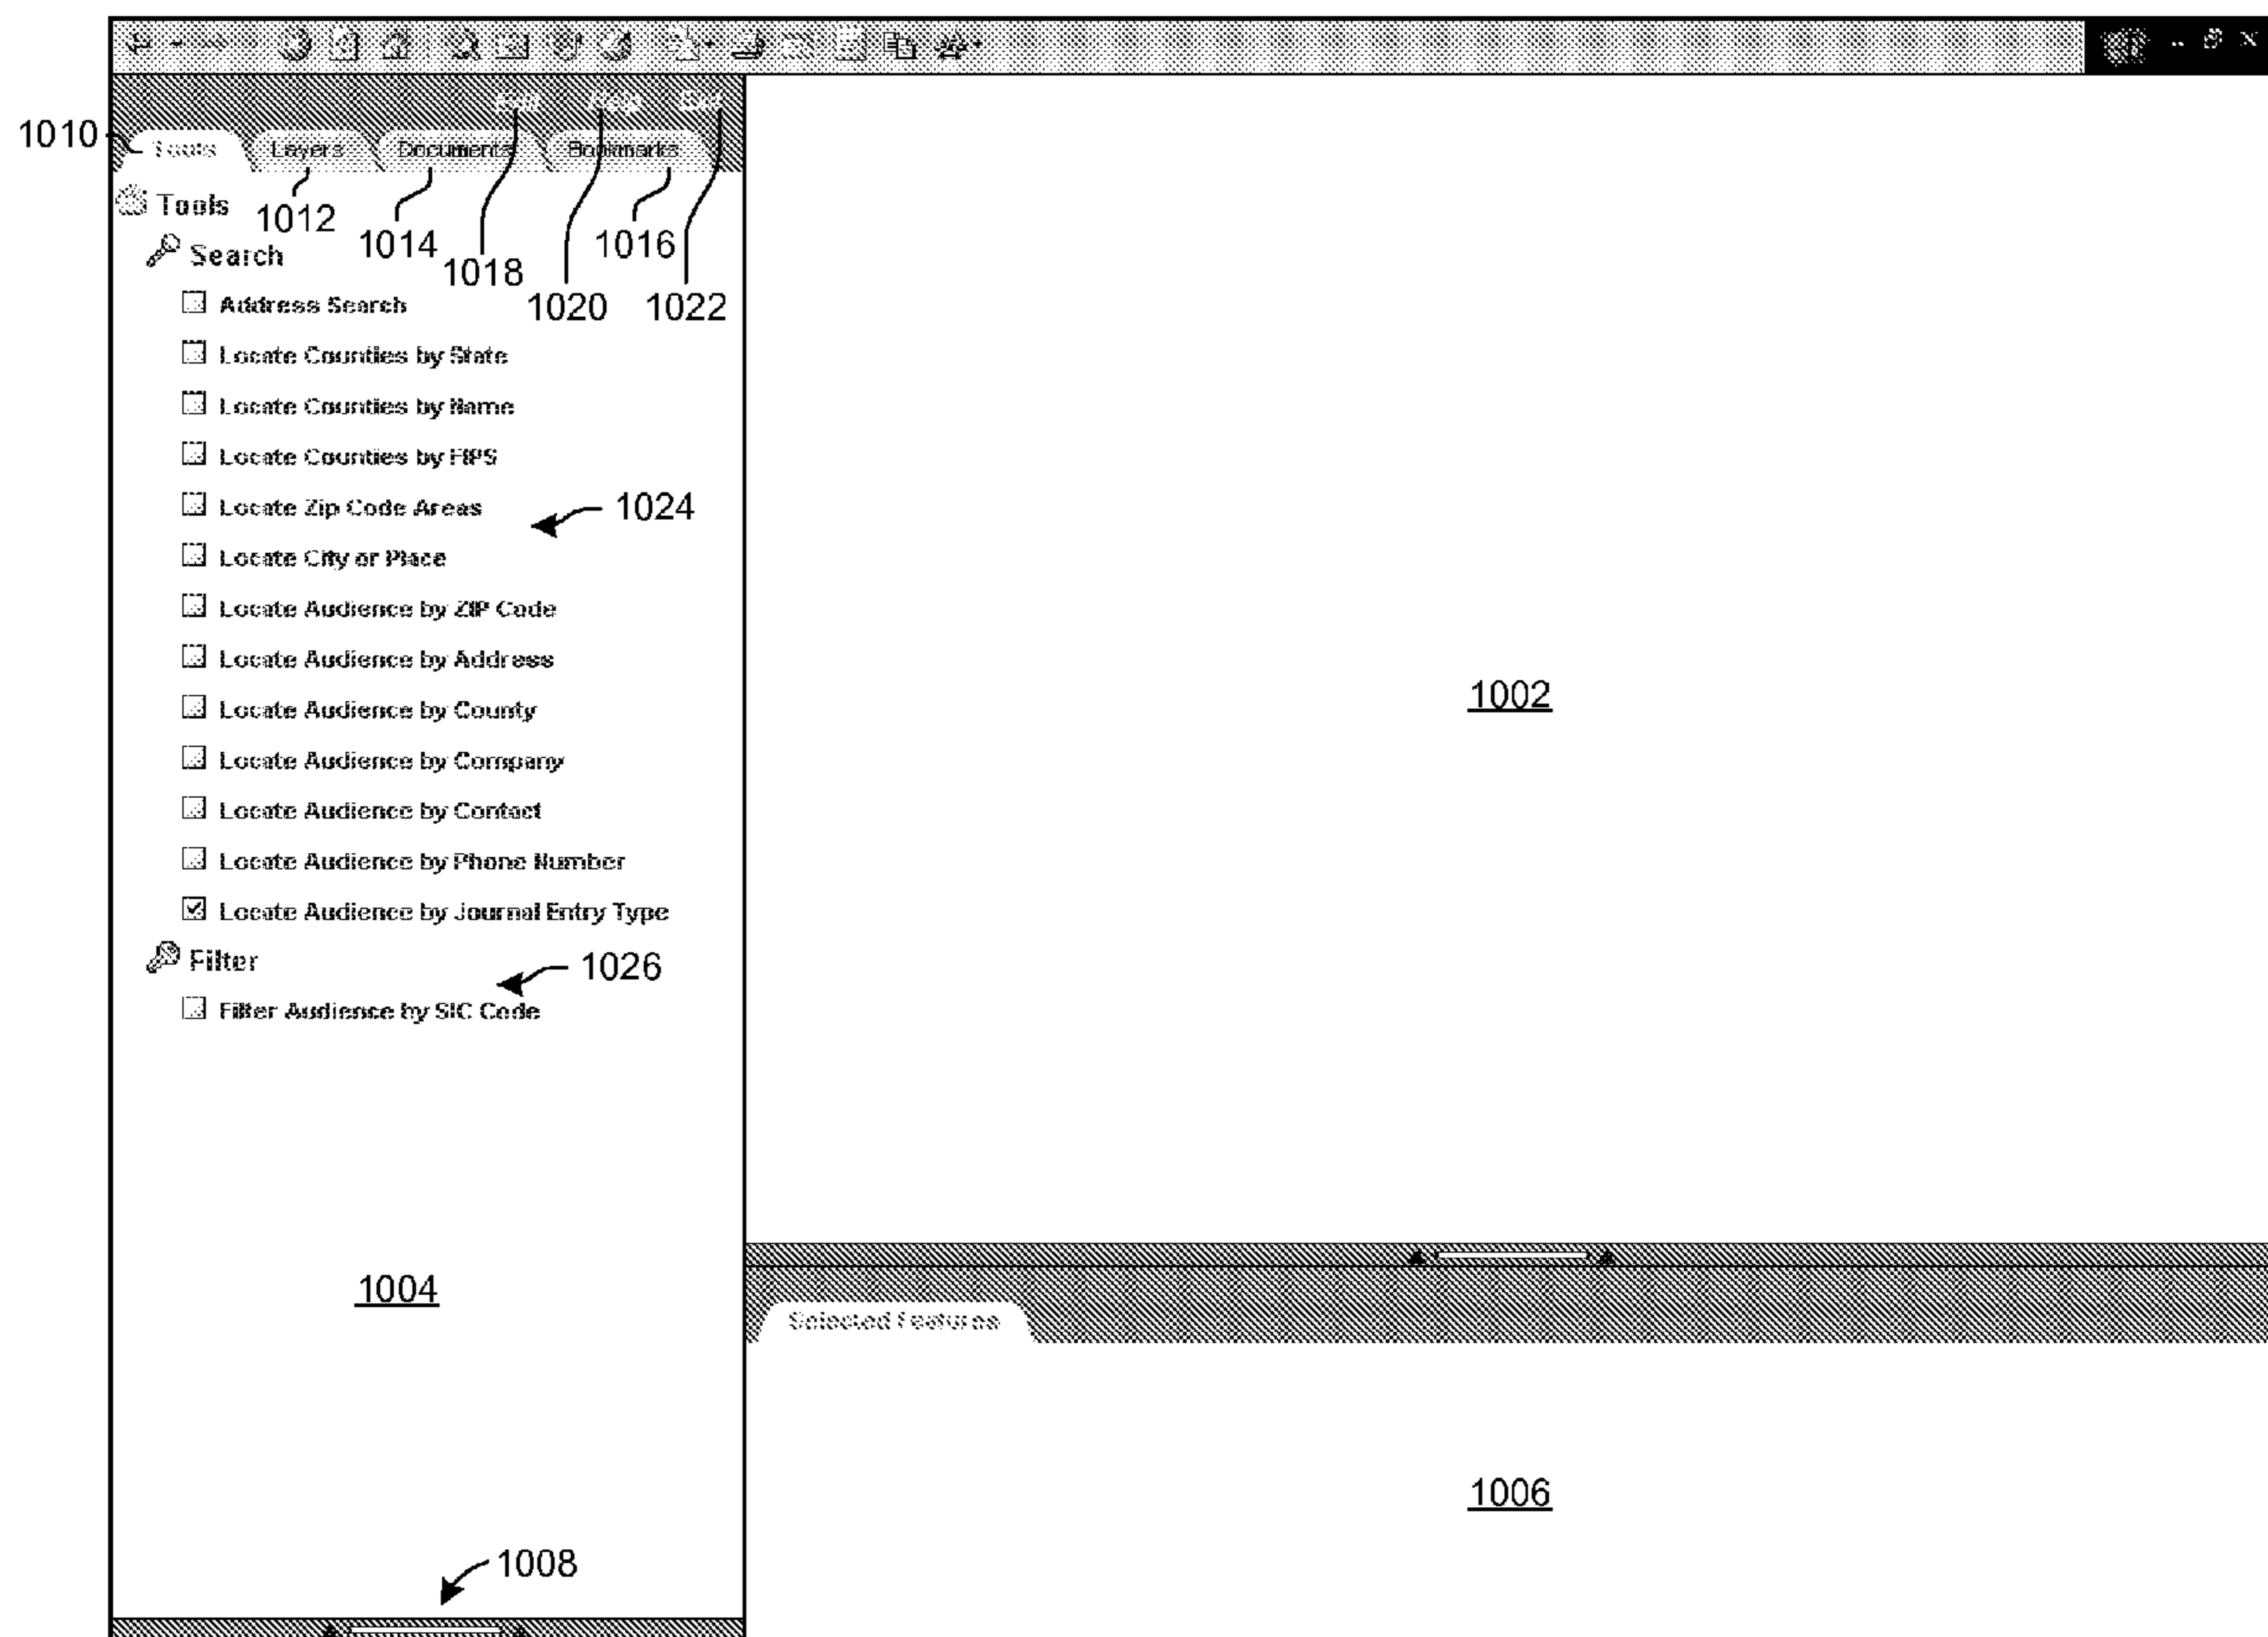 Edit Help Exit
1010 Tools Layers Documents Bookmarks
Tools
1012
1014
1018
1016
1020
1022
Search
Address Search
Locate Counties by State
Locate Counties by Name
Locate Counties by FIPS
Locate Zip Code Areas
1024
Locate City or Place
Locate Audience by ZIP Code
Locate Audience by Address
Locate Audience by County
1002
Locate Audience by Company
Locate Audience by Contact
Locate Audience by Phone Number
Locate Audience by Journal Entry Type
Filter
1026
Filter Audience by SIC Code
1004
Selected Features
1006
1008